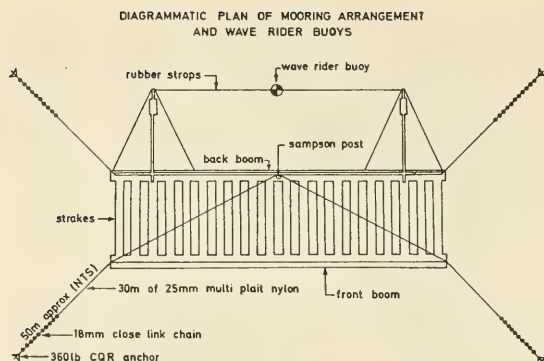 DIAGRAMMATIC PLAN OF MOORING ARRANGEMENT
AND WAVE RIDER BUOYS
wave rider buoy
rubber strops
sampson post
back boom
strakes
50m approx (NTS)
30m of 25mm multi plait nylon
front boom
18mm close link chain
360lb CQR anchor